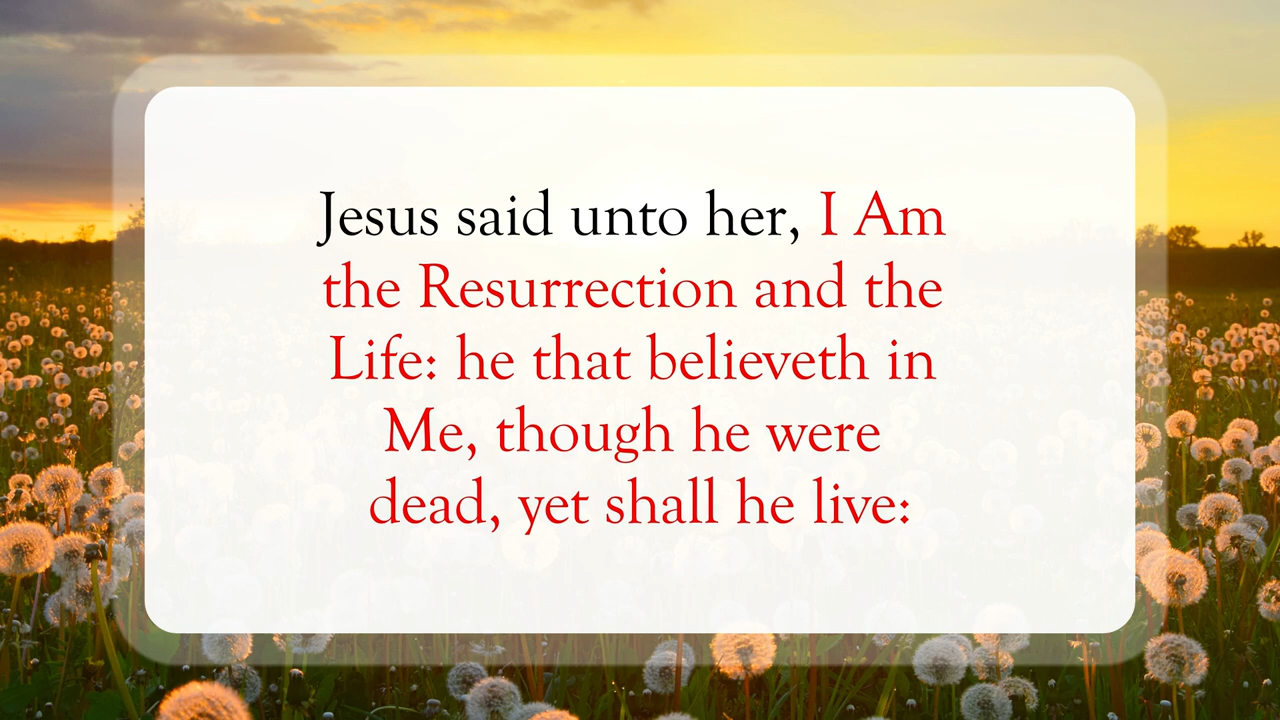 Jesus said unto her, I Am
the Resurrection and the
Life: he that believeth in
Me, though he were
dead, yet shall he live: